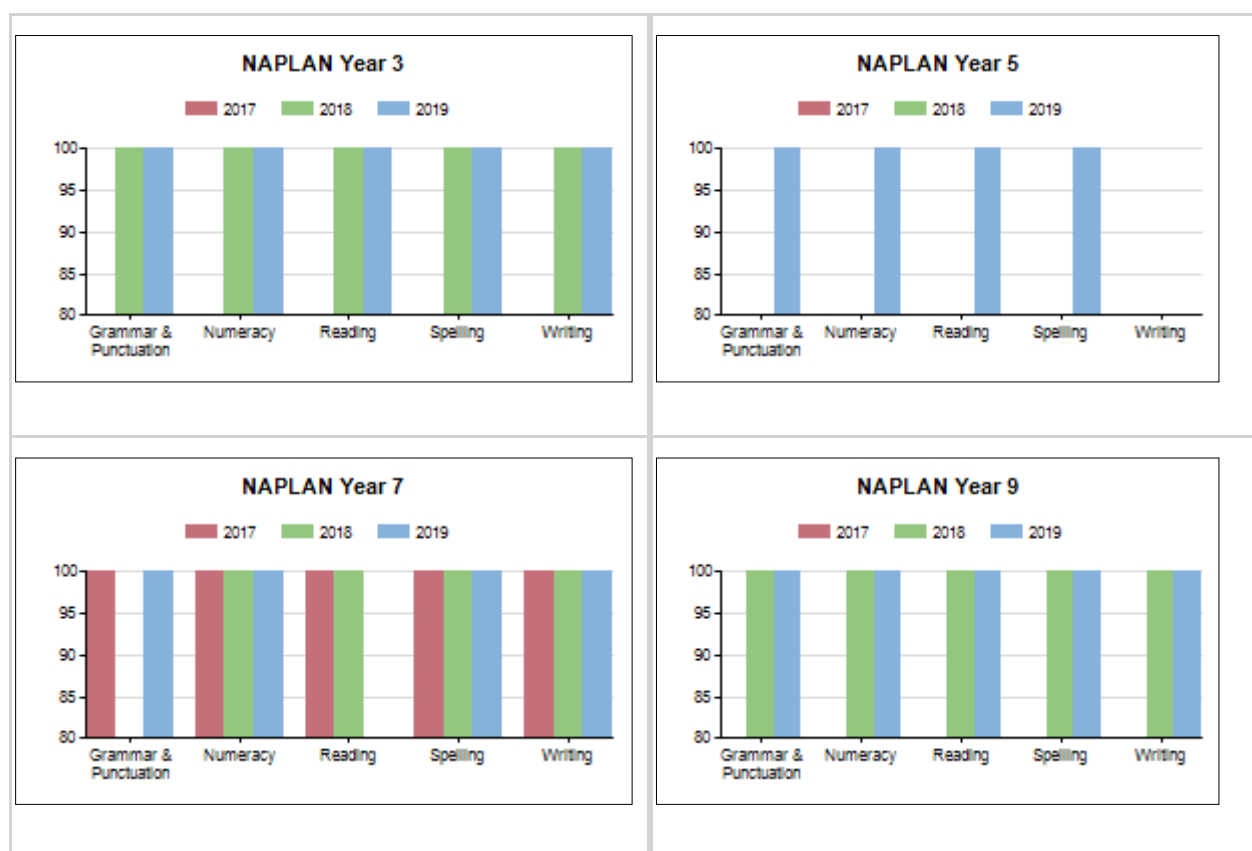 NAPLAN Year 3
2017 2018 2019
100
95
90
85
80
Grammar & Punctuation Numeracy Reading Spelling Writing
NAPLAN Year 5
2017 2018 2019
100
95
90
85
80
Grammar & Punctuation Numeracy Reading Spelling Writing
NAPLAN Year 7
2017 2018 2019
100
95
90
85
80
Grammar & Punctuation Numeracy Reading Spelling Writing
NAPLAN Year 9
2017 2018 2019
100
95
90
85
80
Grammar & Punctuation Numeracy Reading Spelling Writing